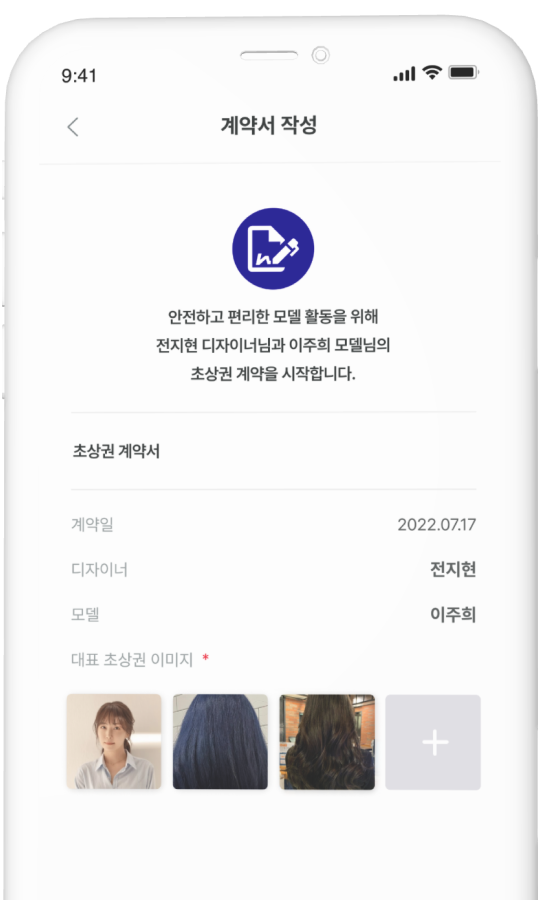 9:41
계약서 작성
안전하고 편리한 모델 활동을 위해
전지현 디자이너님과 이주희 모델님의
초상권 계약을 시작합니다.
초상권 계약서
계약일 2022.07.17
디자이너 전지현
모델 이주희
대표 초상권 이미지 *